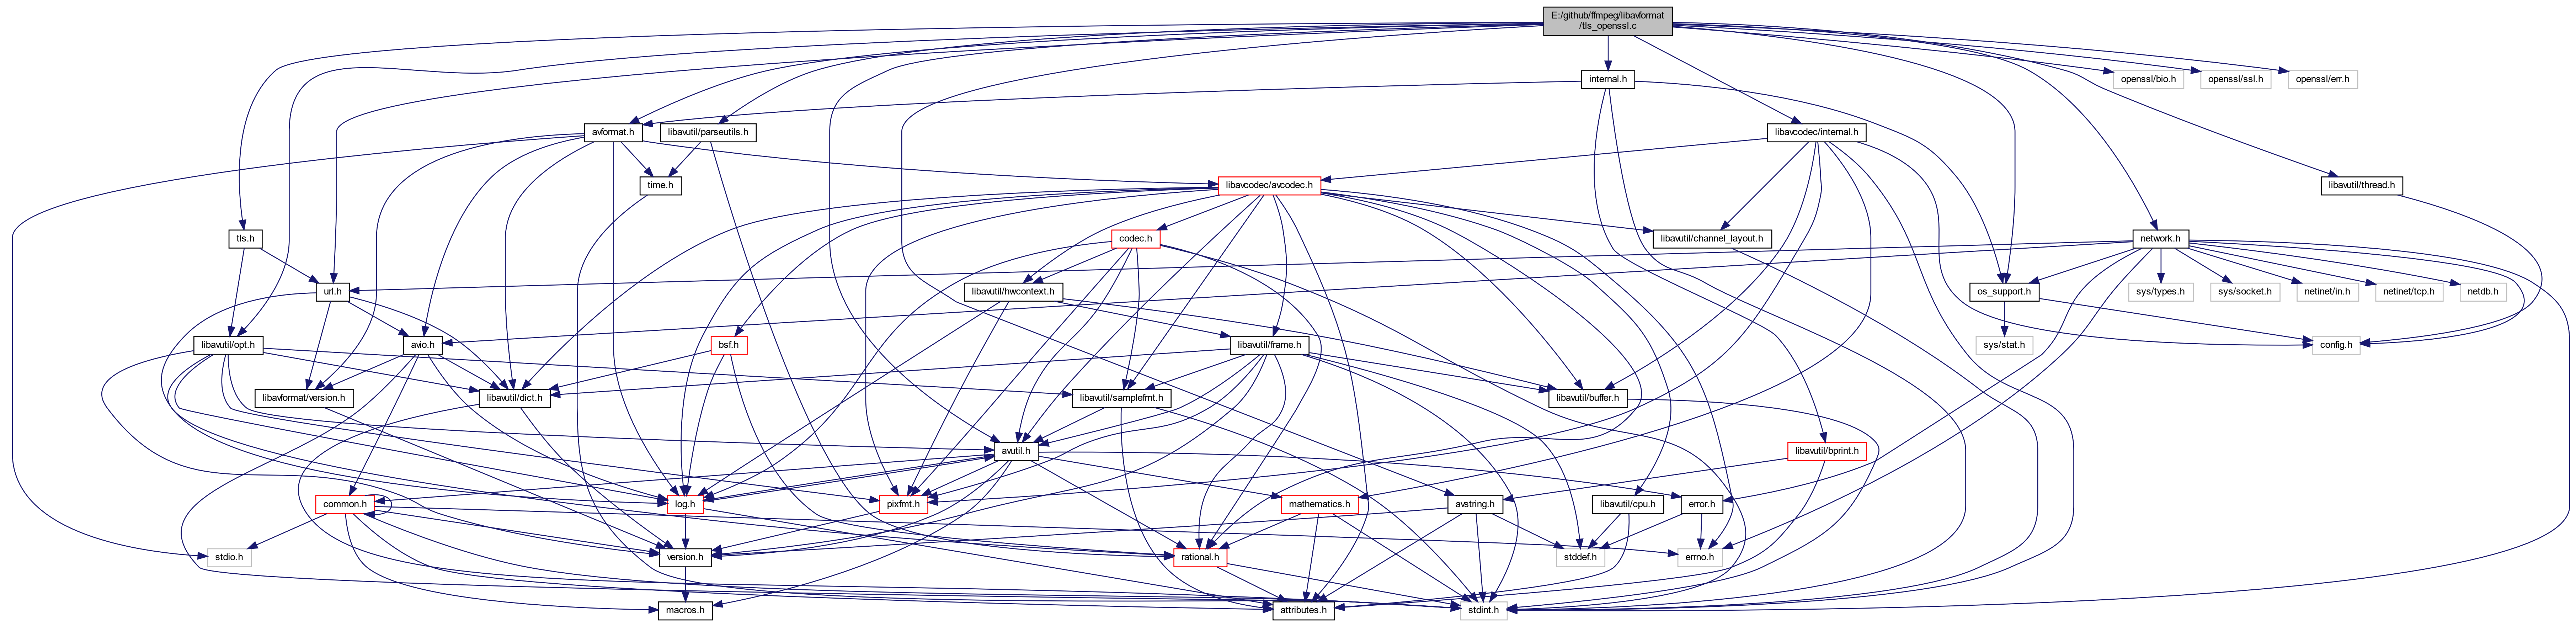 E:/github/ffmpeg/libavformat
/tls_openssl.c
internal.h
openssl/bio.h
openssl/ssl.h
openssl/err.h
avformat.h
libavutil/parseutils.h
libavcodec/internal.h
time.h
libavcodec/avcodec.h
libavutil/thread.h
tls.h
codec.h
libavutil/channel_layout.h
network.h
url.h
libavutil/hwcontext.h
os_support.h
sys/types.h
sys/socket.h
netinet/in.h
netinet/tcp.h
netdb.h
libavutil/opt.h
avio.h
bsf.h
libavutil/frame.h
sys/stat.h
config.h
libavformat/version.h
libavutil/dict.h
libavutil/samplefmt.h
libavutil/buffer.h
avutil.h
libavutil/bprint.h
common.h
log.h
pixfmt.h
mathematics.h
avstring.h
libavutil/cpu.h
error.h
stdio.h
version.h
rational.h
stddef.h
errno.h
macros.h
attributes.h
stdint.h